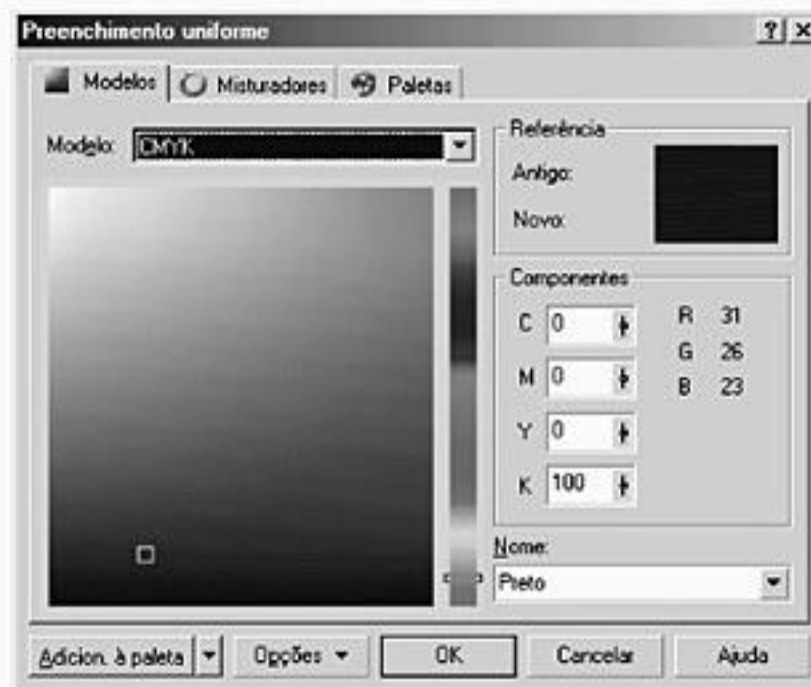 Preenchimento uniforme
Modelos Misturadores Paletas
Modelo: CMYK
Referência
Antigo:
Novo:
Componentes
C 0 R 31
M 0 G 26
Y 0 B 23
K 100
Nome:
Preto
Adicion. à paleta Opções OK Cancelar Ajuda